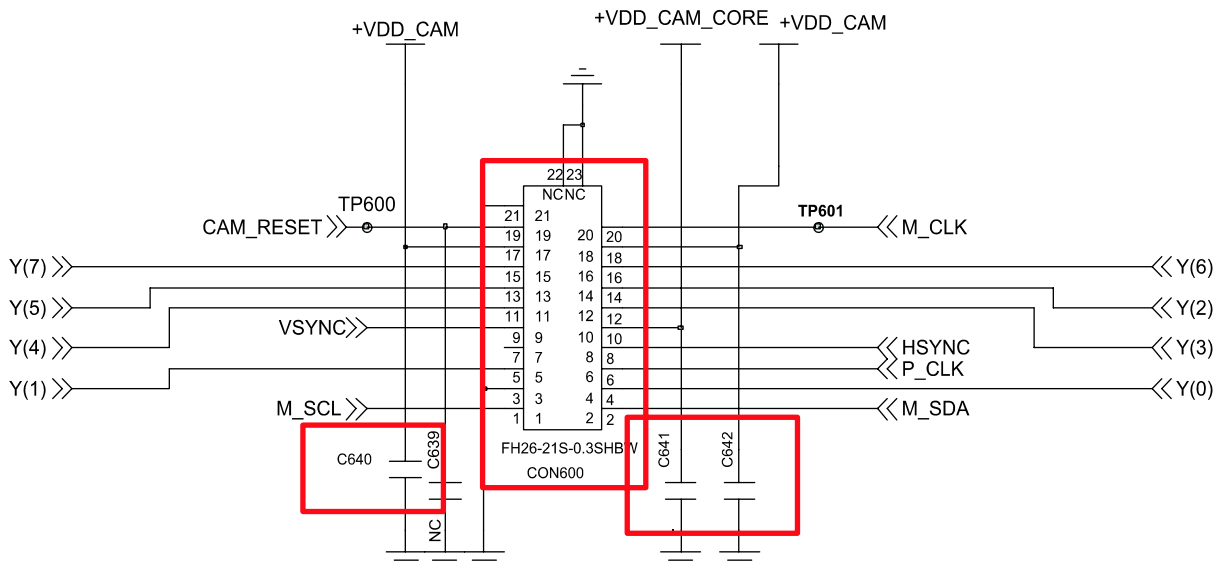 +VDD_CAM
+VDD_CAM_CORE
+VDD_CAM
22 23
NC NC
TP600
TP601
CAM_RESET
M_CLK
21 21
19 19 20 20
17 17 18 18
Y(7)
Y(6)
15 15 16 16
13 13 14 14
Y(5)
Y(2)
11 11 12 12
VSYNC
9 9 10 10
Y(4)
HSYNC
Y(3)
7 7 8 8
P_CLK
5 5 6 6
Y(1)
Y(0)
3 3 4 4
M_SCL
M_SDA
1 1 2 2
FH26-21S-0.3SHBW
CON600
C640
C639
C641
C642
NC